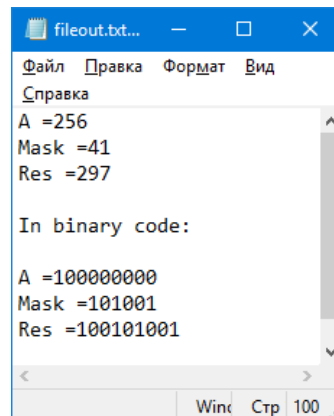 fileout.txt...
Файл Правка Формат Вид
Справка
A =256
Mask =41
Res =297
In binary code:
A =100000000
Mask =101001
Res =100101001
Стр 100